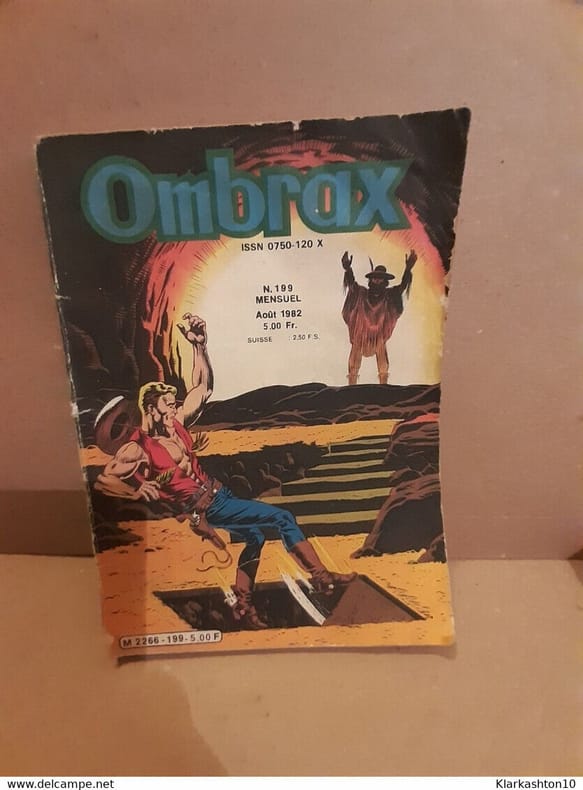 Ombrax
ISSN 0750-120 X
N. 199
MENSUEL
Août 1982
5.00 Fr.
SUISSE : 2,50 F.S.
M 2266 - 199 - 5.00 F
www.delcampe.net
Klarkashton10